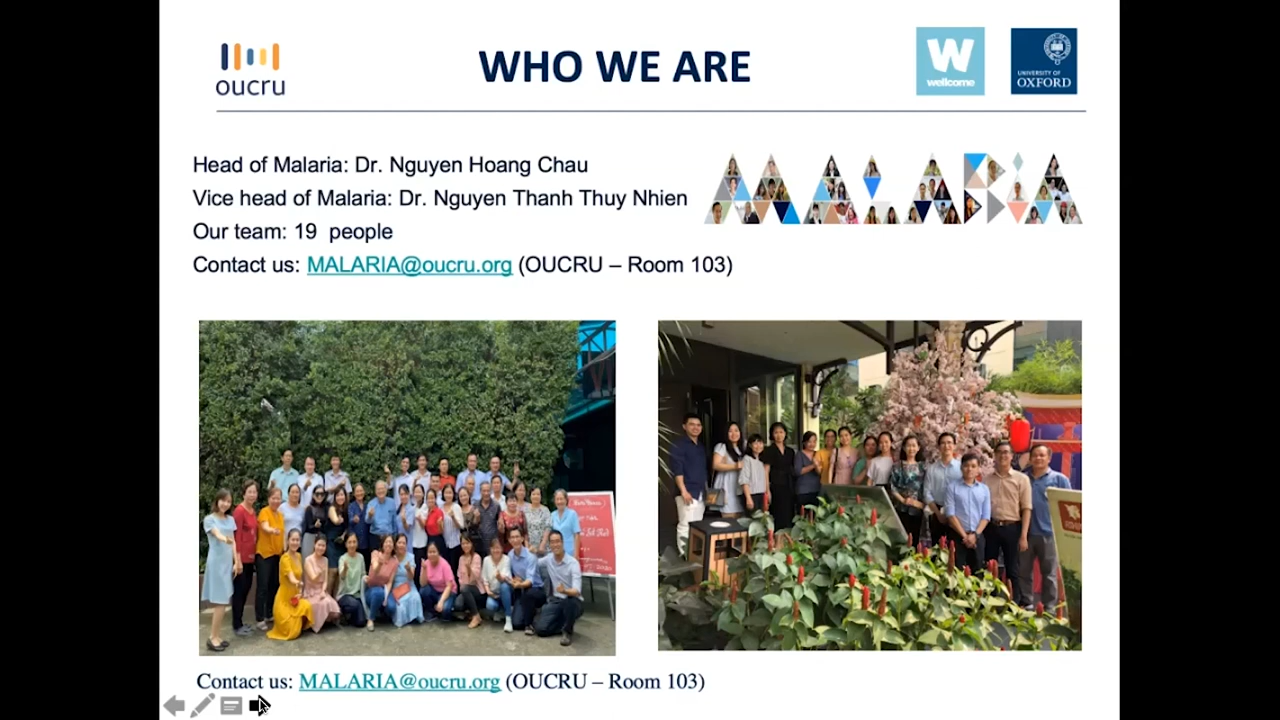 oucru
WHO WE ARE
W
wellcome
UNIVERSITY OF
OXFORD
Head of Malaria: Dr. Nguyen Hoang Chau
Vice head of Malaria: Dr. Nguyen Thanh Thuy Nhien
Our team: 19 people
Contact us: MALARIA@oucru.org (OUCRU – Room 103)
MALARIA
Contact us: MALARIA@oucru.org (OUCRU – Room 103)